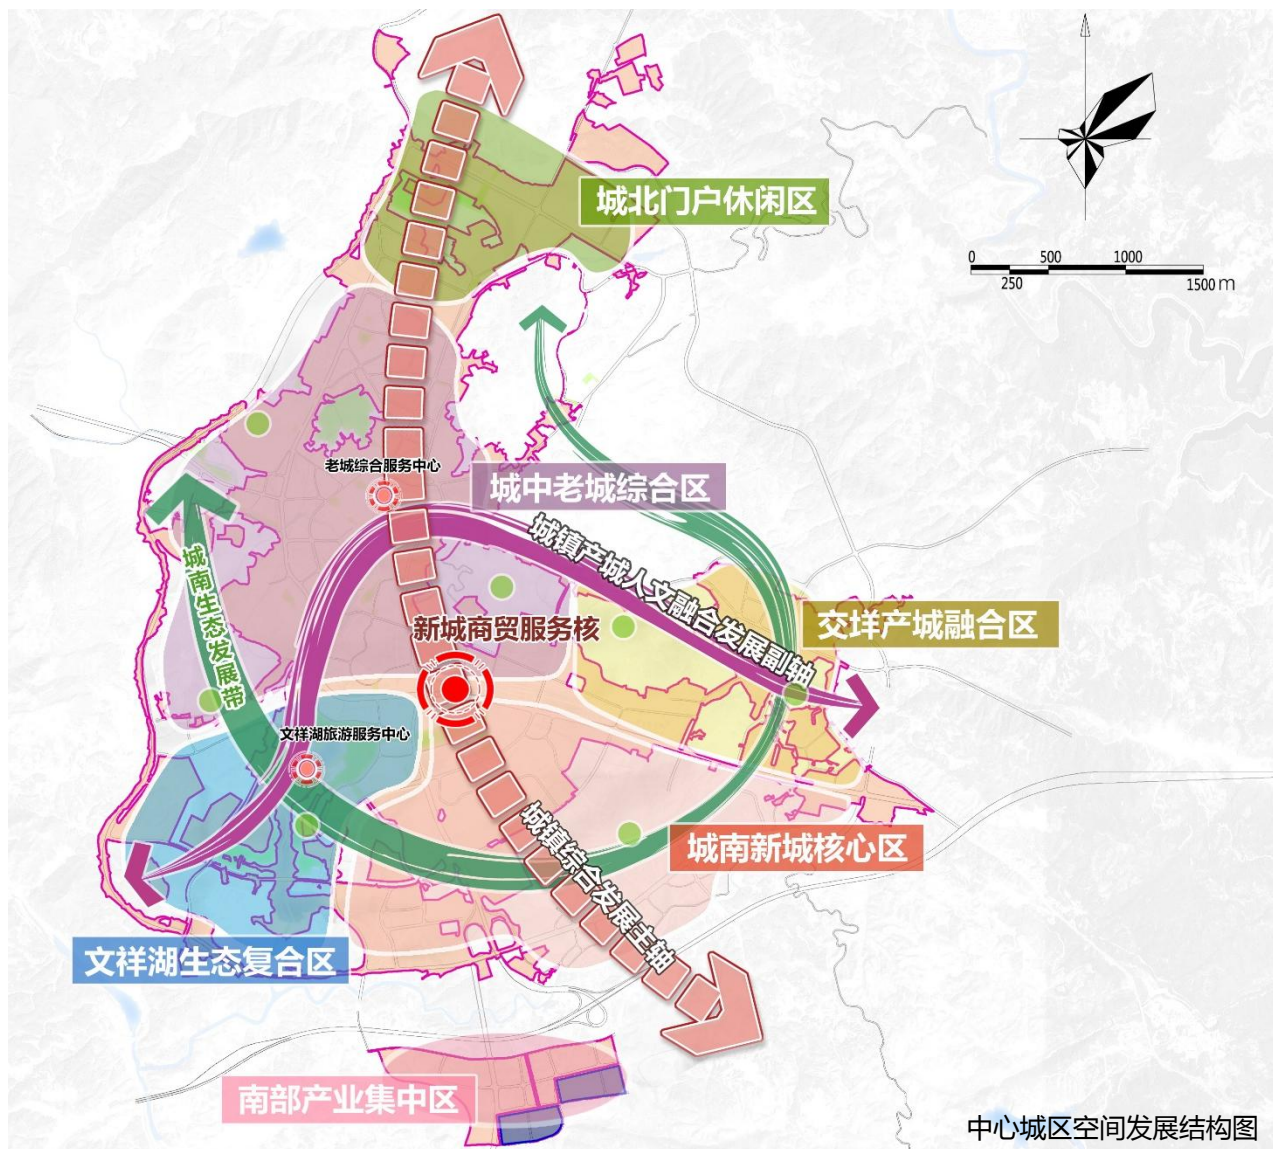 城北门户休闲区
0
500
1000
250
1500 m
老城综合服务中心
城中老城综合区
城镇产城人文融合发展副轴
城南生态发展带
新城商贸服务核
交垟产城融合区
文祥湖旅游服务中心
城镇综合发展主轴
城南新城核心区
文祥湖生态复合区
南部产业集中区
中心城区空间发展结构图